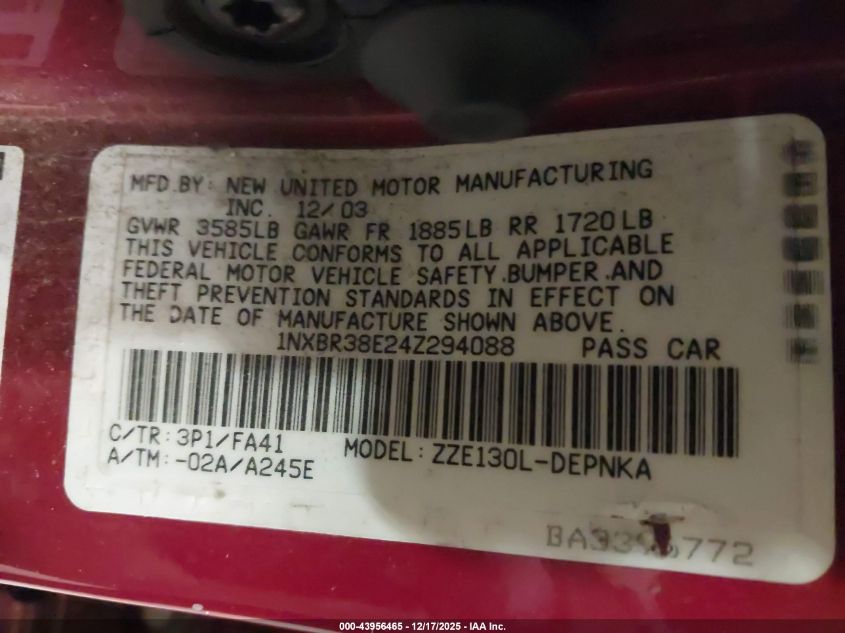 MFD.BY: NEW UNITED MOTOR MANUFACTURING
INC. 12/03
GVWR 3585LB GAWR FR 1885LB RR 1720LB
THIS VEHICLE CONFORMS TO ALL APPLICABLE
FEDERAL MOTOR VEHICLE SAFETY.BUMPER.AND
THEFT PREVENTION STANDARDS IN EFFECT ON
THE DATE OF MANUFACTURE SHOWN ABOVE.
1NXBR38E24Z294088 PASS CAR
C/TR:3P1/FA41 MODEL:ZZE130L-DEPNKA
A/TM:-02A/A245E
000-43956465 - 12/17/2025 - IAA Inc.